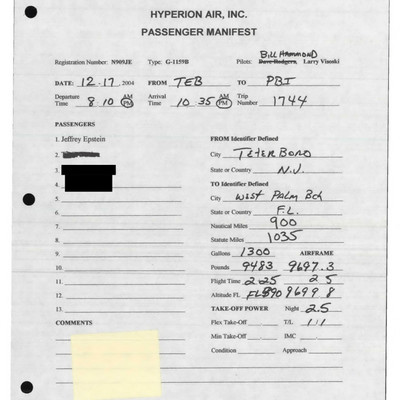 HYPERION AIR, INC.
PASSENGER MANIFEST
Bill Hammond
Registration Number: N909JE Type: G-1159B Pilots: Dave Rodgers, Larry Visoski
DATE: 12-17, 2004 FROM TEB TO PBI
Departure Time 8 10 AM PM Arrival Time 10 35 AM PM Trip Number 1744
PASSENGERS
1. Jeffrey Epstein
2.
3.
4.
5.
6.
7.
8.
9.
10.
11.
12.
13.
COMMENTS
FROM Identifier Defined
City TETERBORO
State or Country N.J.
TO Identifier Defined
City West Palm Bch
State or Country F.L.
Nautical Miles 900
Statute Miles 1035
Gallons 1300 AIRFRAME
Pounds 9483 9697.3
Flight Time 2 25 2 5
Altitude FL 390 9699 8
TAKE-OFF POWER Night 2.5
Flex Take-Off T/L 1/1
Min Take-Off IMC
Condition Approach